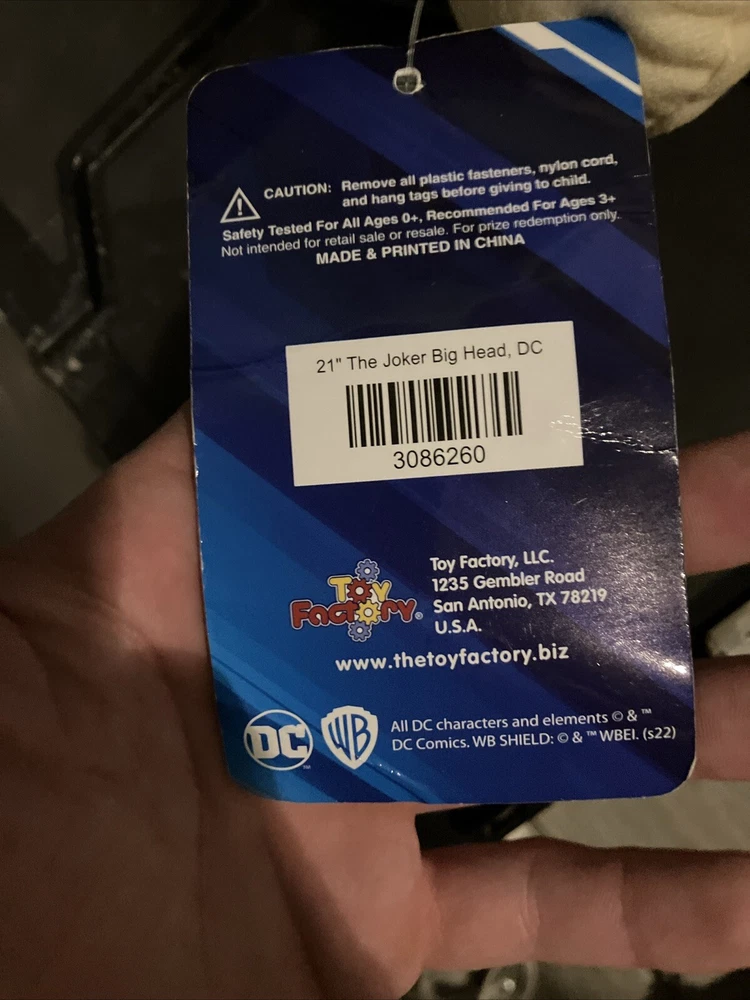 CAUTION: Remove all plastic fasteners, nylon cord,
and hang tags before giving to child.
Safety Tested For All Ages 0+, Recommended For Ages 3+
Not intended for retail sale or resale. For prize redemption only.
MADE & PRINTED IN CHINA
21" The Joker Big Head, DC
3086260
Toy Factory®
Toy Factory, LLC.
1235 Gembler Road
San Antonio, TX 78219
U.S.A.
www.thetoyfactory.biz
DC™
WB
All DC characters and elements © & ™
DC Comics. WB SHIELD: © & ™ WBEI. (s22)